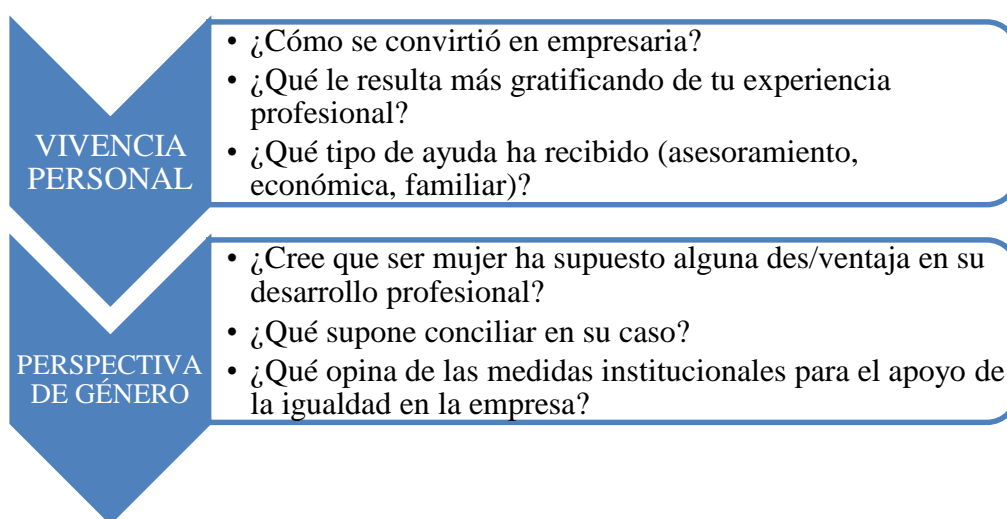 VIVENCIA
PERSONAL
• ¿Cómo se convirtió en empresaria?
• ¿Qué le resulta más gratificando de tu experiencia
profesional?
• ¿Qué tipo de ayuda ha recibido (asesoramiento,
económica, familiar)?
PERSPECTIVA
DE GÉNERO
• ¿Cree que ser mujer ha supuesto alguna des/ventaja en su
desarrollo profesional?
• ¿Qué supone conciliar en su caso?
• ¿Qué opina de las medidas institucionales para el apoyo de
la igualdad en la empresa?